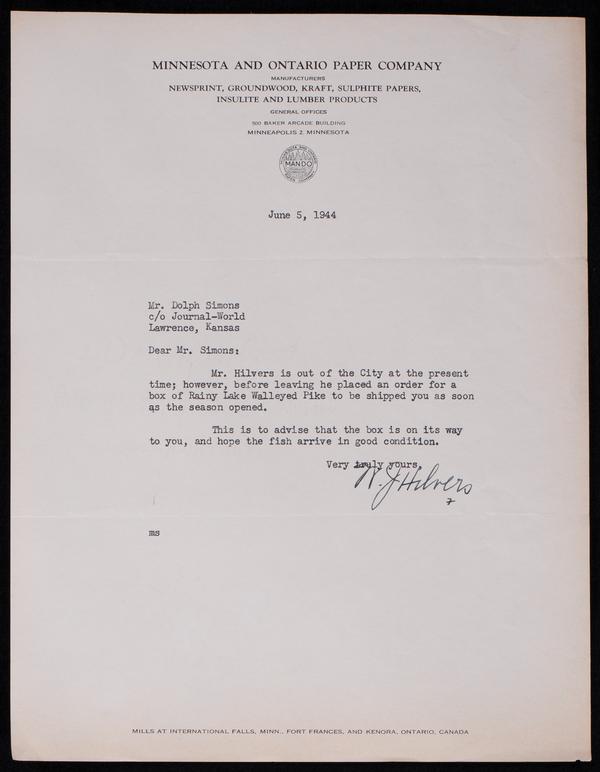 MINNESOTA AND ONTARIO PAPER COMPANY
MANUFACTURERS
NEWSPRINT, GROUNDWOOD, KRAFT, SULPHITE PAPERS,
INSULITE AND LUMBER PRODUCTS
GENERAL OFFICES
500 BAKER ARCADE BUILDING
MINNEAPOLIS 2 MINNESOTA
MINNESOTA AND ONTARIO
MANDO
PAPER COMPANY
June 5, 1944
Mr. Dolph Simons
c/o Journal-World
Lawrence, Kansas
Dear Mr. Simons:
Mr. Hilvers is out of the City at the present
time; however, before leaving he placed an order for a
box of Rainy Lake Walleyed Pike to be shipped you as soon
as the season opened.
This is to advise that the box is on its way
to you, and hope the fish arrive in good condition.
Very truly yours,
W. J Hilvers
ms
MILLS AT INTERNATIONAL FALLS, MINN., FORT FRANCES, AND KENORA, ONTARIO, CANADA